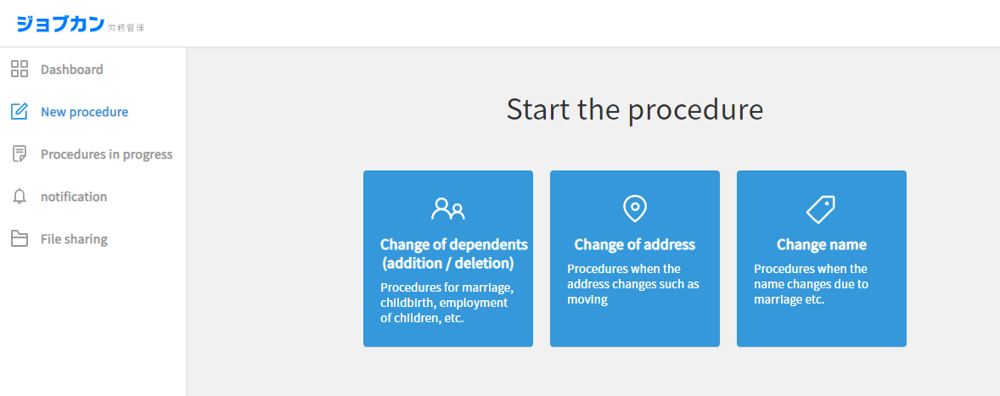 ジョブカン 労務管理
Dashboard
New procedure
Procedures in progress
notification
File sharing
Start the procedure
Change of dependents
(addition / deletion)
Procedures for marriage,
childbirth, employment
of children, etc.
Change of address
Procedures when the
address changes such as
moving
Change name
Procedures when the
name changes due to
marriage etc.